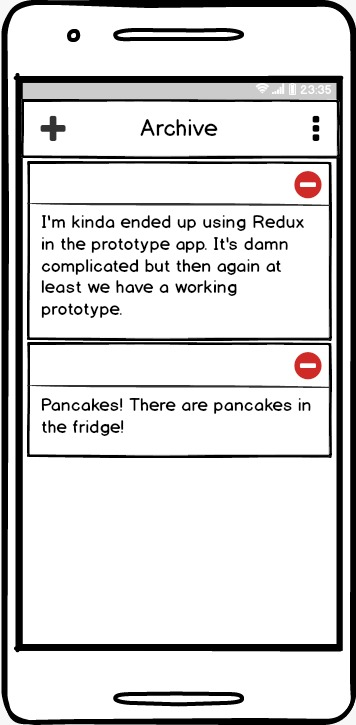 23:35
Archive
I'm kinda ended up using Redux
in the prototype app. It's damn
complicated but then again at
least we have a working
prototype.
Pancakes! There are pancakes in
the fridge!